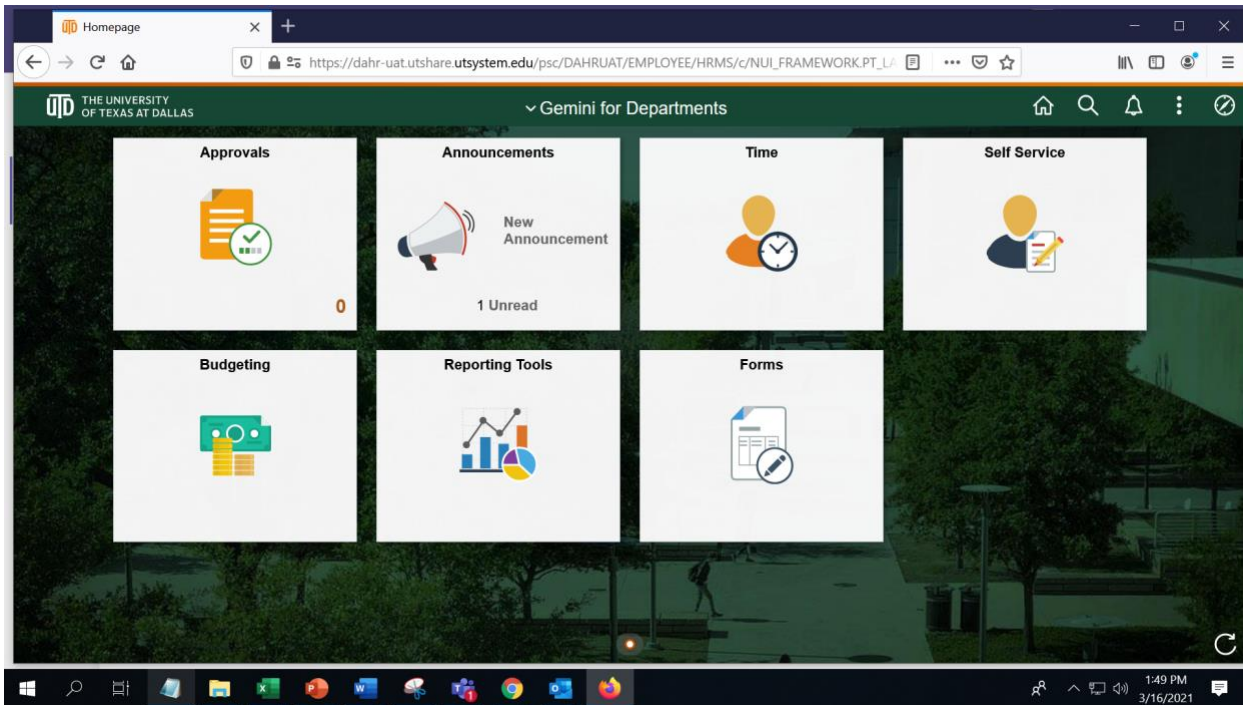 Homepage
https://dahr-uat.utshare.utsystem.edu/psc/DAHRUAT/EMPLOYEE/HRMS/c/NUI_FRAMEWORK.PT_LA
UTD THE UNIVERSITY
OF TEXAS AT DALLAS
Gemini for Departments
Approvals
Announcements
Time
Self Service
New
Announcement
0
1 Unread
Budgeting
Reporting Tools
Forms
1:49 PM
3/16/2021